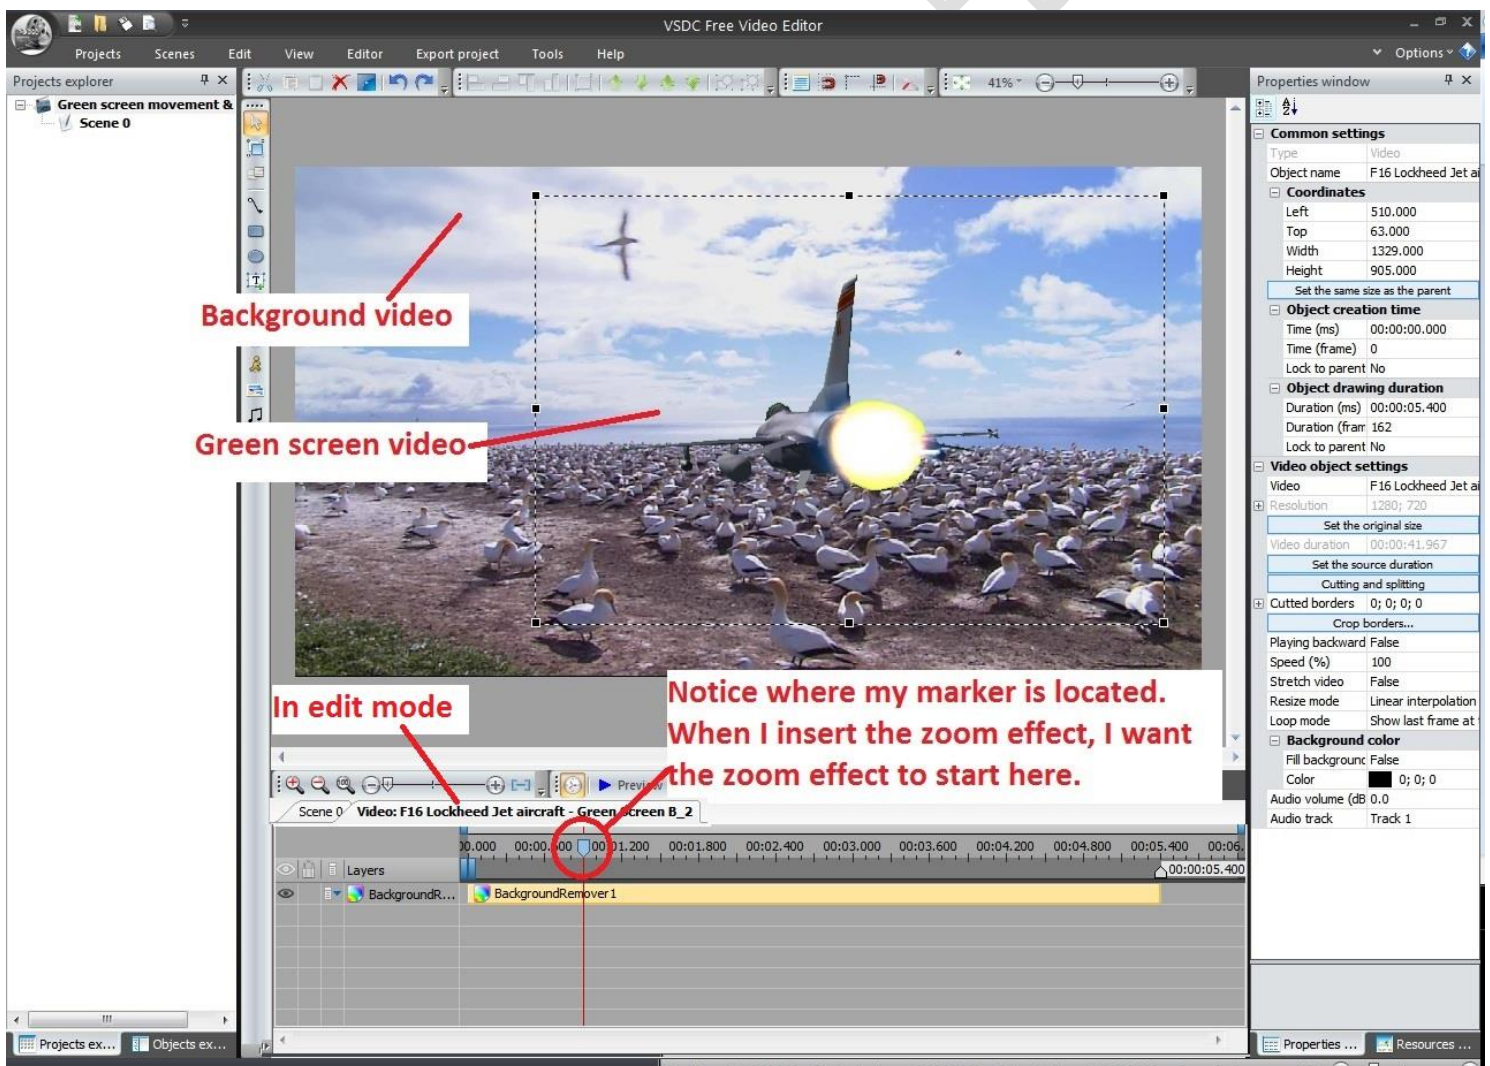 VSDC Free Video Editor
Projects Scenes Edit View Editor Export project Tools Help Options
Projects explorer
41%
Properties window
Green screen movement &
Scene 0
Common settings
Type Video
Object name F16 Lockheed Jet ai
Coordinates
Left 510.000
Top 63.000
Width 1329.000
Height 905.000
Set the same size as the parent
Object creation time
Time (ms) 00:00:00.000
Time (frame) 0
Lock to parent No
Object drawing duration
Duration (ms) 00:00:05.400
Duration (fram 162
Lock to parent No
Video object settings
Video F16 Lockheed Jet ai
Resolution 1280; 720
Set the original size
Video duration 00:00:41.967
Set the source duration
Cutting and splitting
Cutted borders 0; 0; 0; 0
Crop borders...
Playing backward False
Speed (%) 100
Stretch video False
Resize mode Linear interpolation
Loop mode Show last frame at
Background color
Fill background False
Color 0; 0; 0
Audio volume (dB 0.0
Audio track Track 1
Background video
Green screen video
In edit mode
Notice where my marker is located.
When I insert the zoom effect, I want
the zoom effect to start here.
Preview
Scene 0 Video: F16 Lockheed Jet aircraft - Green Screen B_2
00:01.200 00:01.800 00:02.400 00:03.000 00:03.600 00:04.200 00:04.800 00:05.400 00:06.
Layers 00:00:05.400
BackgroundR... BackgroundRemover1
Projects ex... Objects ex...
Properties ... Resources ...